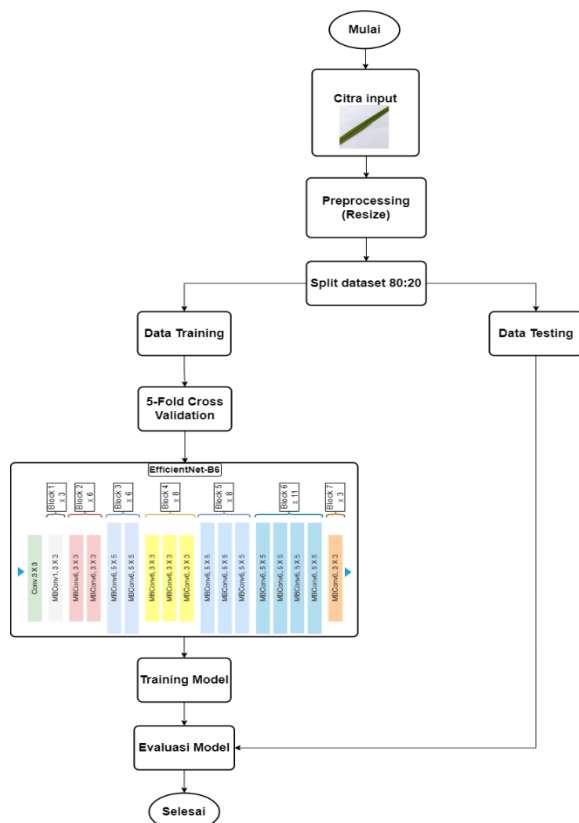 Mulai
Citra input
Preprocessing
(Resize)
Split dataset 80:20
Data Training
Data Testing
5-Fold Cross
Validation
EfficientNet-B6
Block 1
x 3
Block 2
x 6
Block 3
x 6
Block 4
x 8
Block 5
x 8
Block 6
x 11
Block 7
x 3
Conv 3 X 3
MBConv1, 3 X 3
MBConv6, 3 X 3
MBConv6, 3 X 3
MBConv6, 5 X 5
MBConv6, 5 X 5
MBConv6, 3 X 3
MBConv6, 3 X 3
MBConv6, 3 X 3
MBConv6, 5 X 5
MBConv6, 5 X 5
MBConv6, 5 X 5
MBConv6, 5 X 5
MBConv6, 5 X 5
MBConv6, 5 X 5
MBConv6, 5 X 5
MBConv6, 3 X 3
Training Model
Evaluasi Model
Selesai